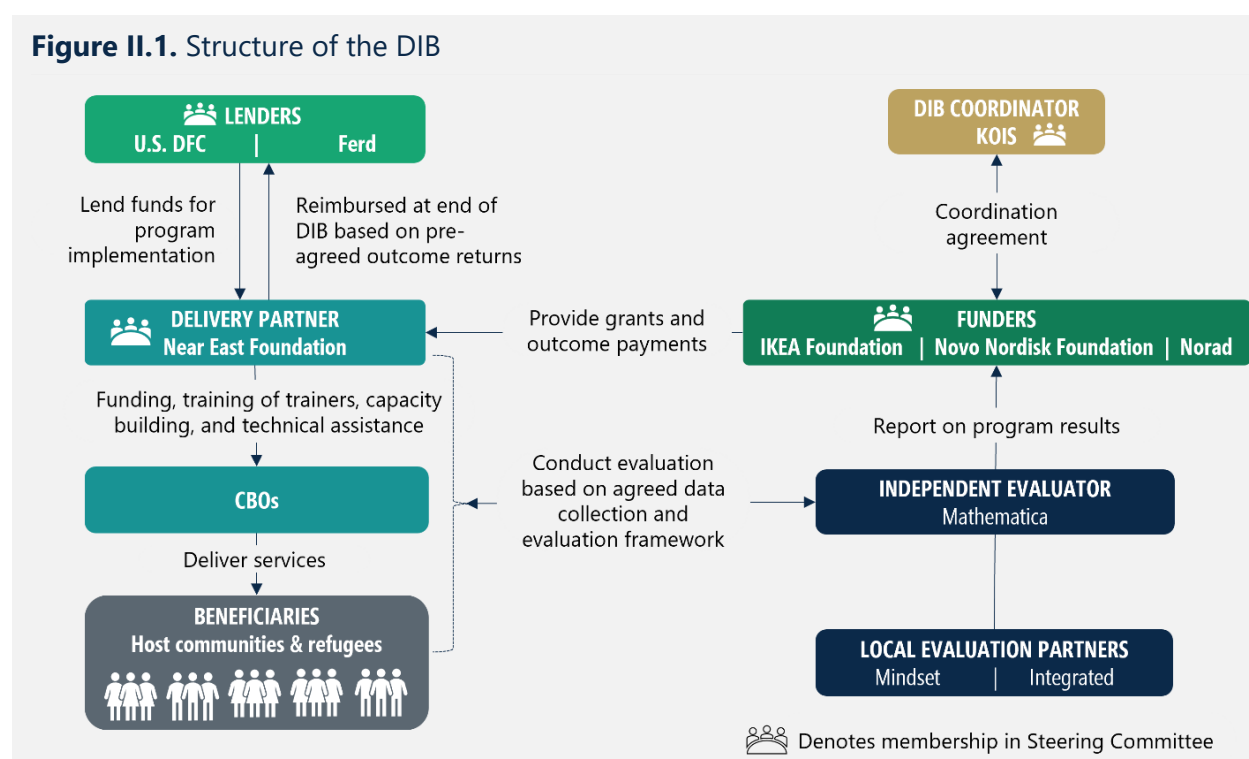 Figure II.1. Structure of the DIB
LENDERS
U.S. DFC | Ferd
DIB COORDINATOR
KOIS
Lend funds for
program
implementation
Reimbursed at end of
DIB based on pre-
agreed outcome returns
Coordination
agreement
DELIVERY PARTNER
Near East Foundation
Provide grants and
outcome payments
FUNDERS
IKEA Foundation | Novo Nordisk Foundation | Norad
Funding, training of trainers, capacity
building, and technical assistance
Report on program results
CBOs
Conduct evaluation
based on agreed data
collection and
evaluation framework
INDEPENDENT EVALUATOR
Mathematica
Deliver services
BENEFICIARIES
Host communities & refugees
LOCAL EVALUATION PARTNERS
Mindset | Integrated
Denotes membership in Steering Committee